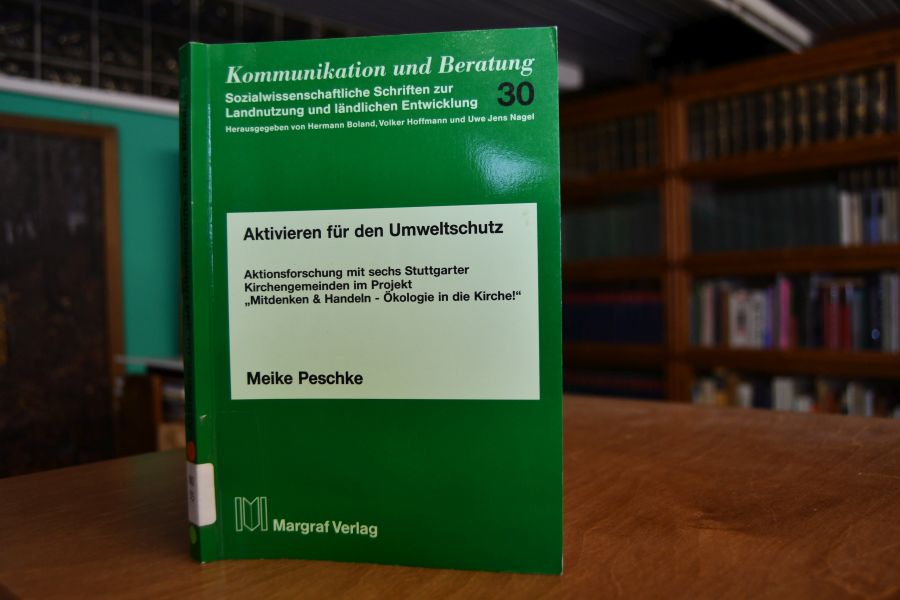 Kommunikation und Beratung
Sozialwissenschaftliche Schriften zur
Landnutzung und ländlichen Entwicklung
30
Herausgegeben von Hermann Boland, Volker Hoffmann und Uwe Jens Nagel
Aktivieren für den Umweltschutz
Aktionsforschung mit sechs Stuttgarter
Kirchengemeinden im Projekt
„Mitdenken & Handeln - Ökologie in die Kirche!“
Meike Peschke
Margraf Verlag